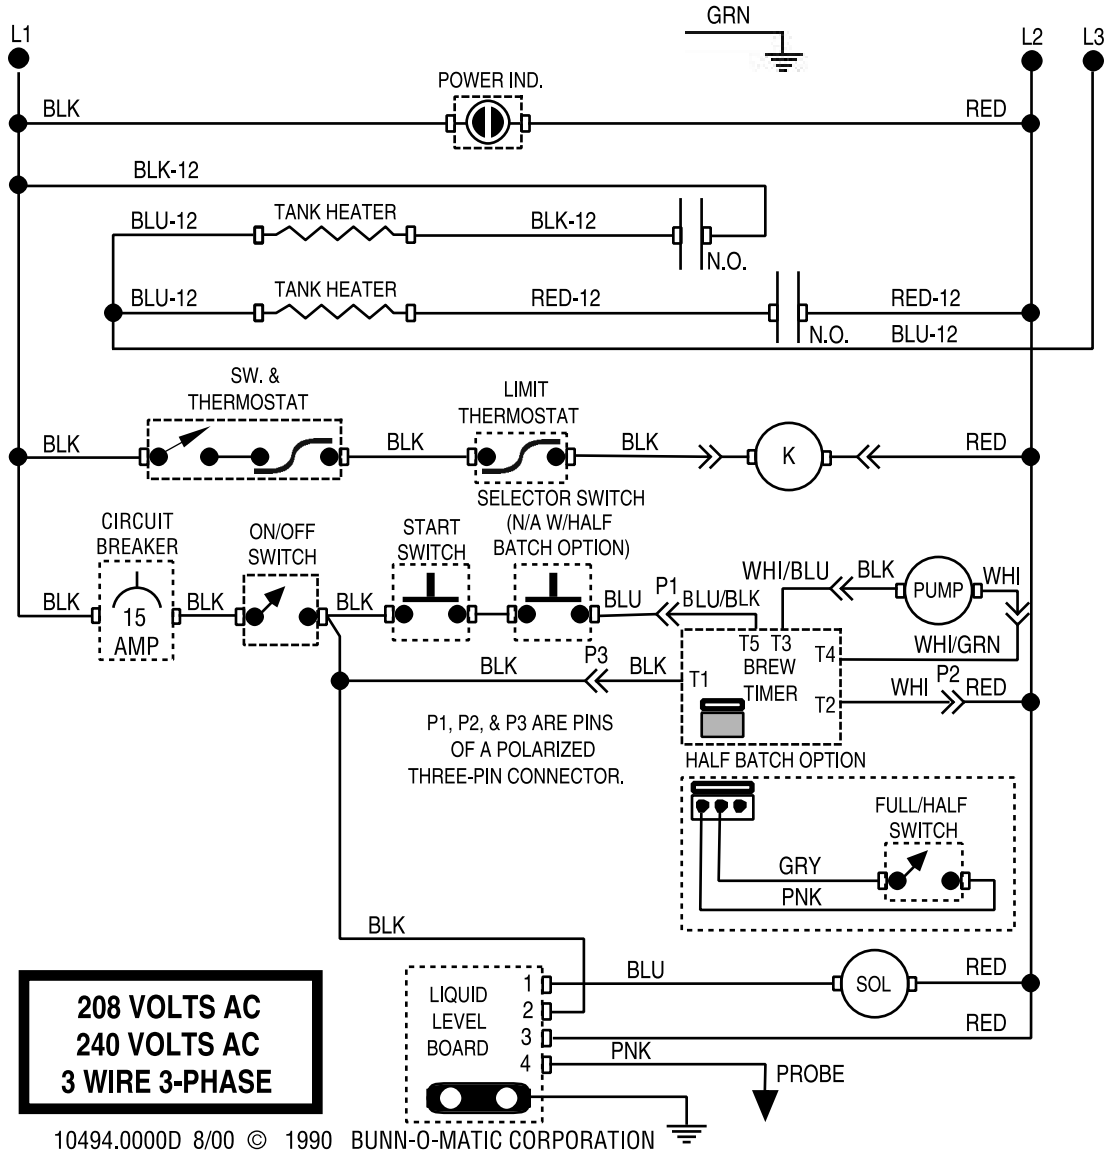 GRN
L1
L2
L3
POWER IND.
BLK
RED
BLK-12
BLU-12
TANK HEATER
BLK-12
N.O.
BLU-12
TANK HEATER
RED-12
RED-12
N.O.
BLU-12
SW. &
THERMOSTAT
LIMIT
THERMOSTAT
BLK
BLK
BLK
K
RED
SELECTOR SWITCH
(N/A W/HALF
BATCH OPTION)
CIRCUIT
BREAKER
ON/OFF
SWITCH
START
SWITCH
BLK
15
AMP
BLK
BLK
BLU
P1
BLU/BLK
WHI/BLU
BLK
PUMP
WHI
WHI/GRN
T5 T3
T4
BREW
TIMER
T1
T2
BLK
P3
BLK
WHI
P2
RED
P1, P2, & P3 ARE PINS
OF A POLARIZED
THREE-PIN CONNECTOR.
HALF BATCH OPTION
FULL/HALF
SWITCH
GRY
PNK
BLK
LIQUID
LEVEL
BOARD
1
2
3
4
BLU
SOL
RED
RED
PNK
PROBE
208 VOLTS AC
240 VOLTS AC
3 WIRE 3-PHASE
10494.0000D 8/00 © 1990 BUNN-O-MATIC CORPORATION